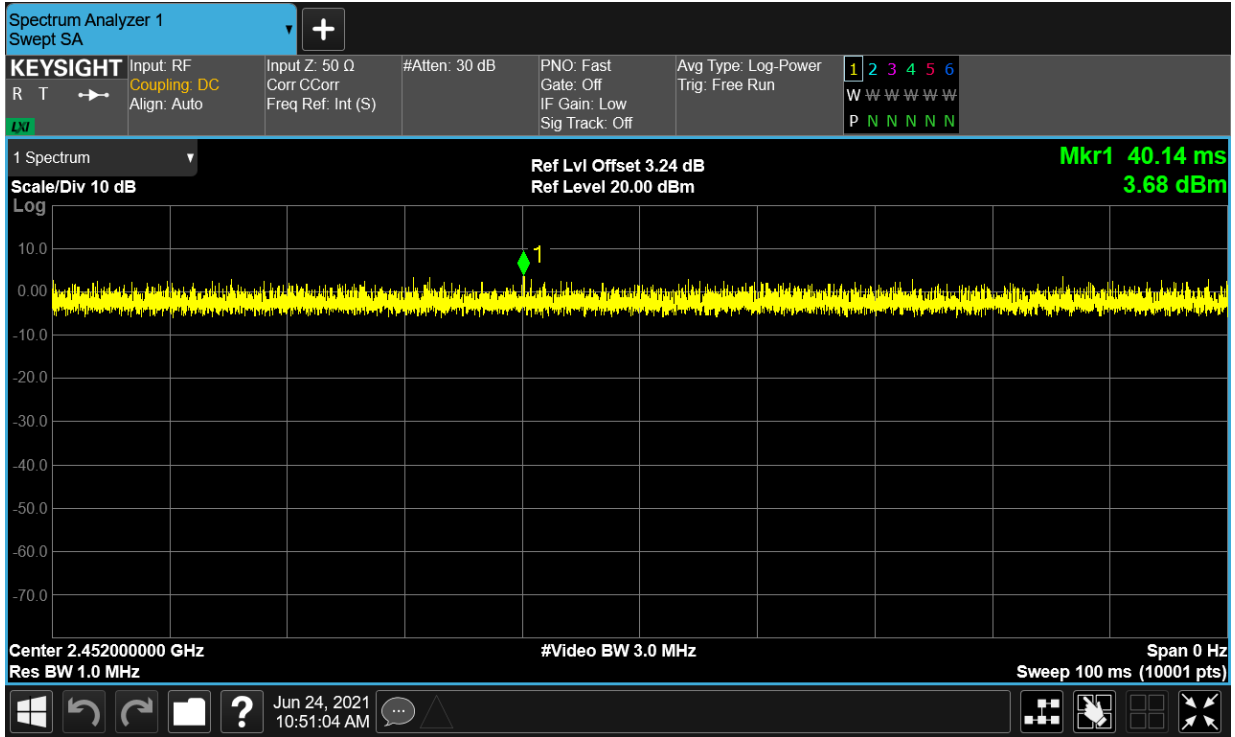 Spectrum Analyzer 1
Swept SA
KEYSIGHT
R T
LXI
Input: RF
Coupling: DC
Align: Auto
Input Z: 50 Ω
Corr CCorr
Freq Ref: Int (S)
#Atten: 30 dB
PNO: Fast
Gate: Off
IF Gain: Low
Sig Track: Off
Avg Type: Log-Power
Trig: Free Run
1 2 3 4 5 6
W W W W W W
P N N N N N
1 Spectrum
Scale/Div 10 dB
Log
Ref Lvl Offset 3.24 dB
Ref Level 20.00 dBm
Mkr1 40.14 ms
3.68 dBm
1
10.0
0.00
-10.0
-20.0
-30.0
-40.0
-50.0
-60.0
-70.0
Center 2.452000000 GHz
Res BW 1.0 MHz
#Video BW 3.0 MHz
Span 0 Hz
Sweep 100 ms (10001 pts)
?
Jun 24, 2021
10:51:04 AM